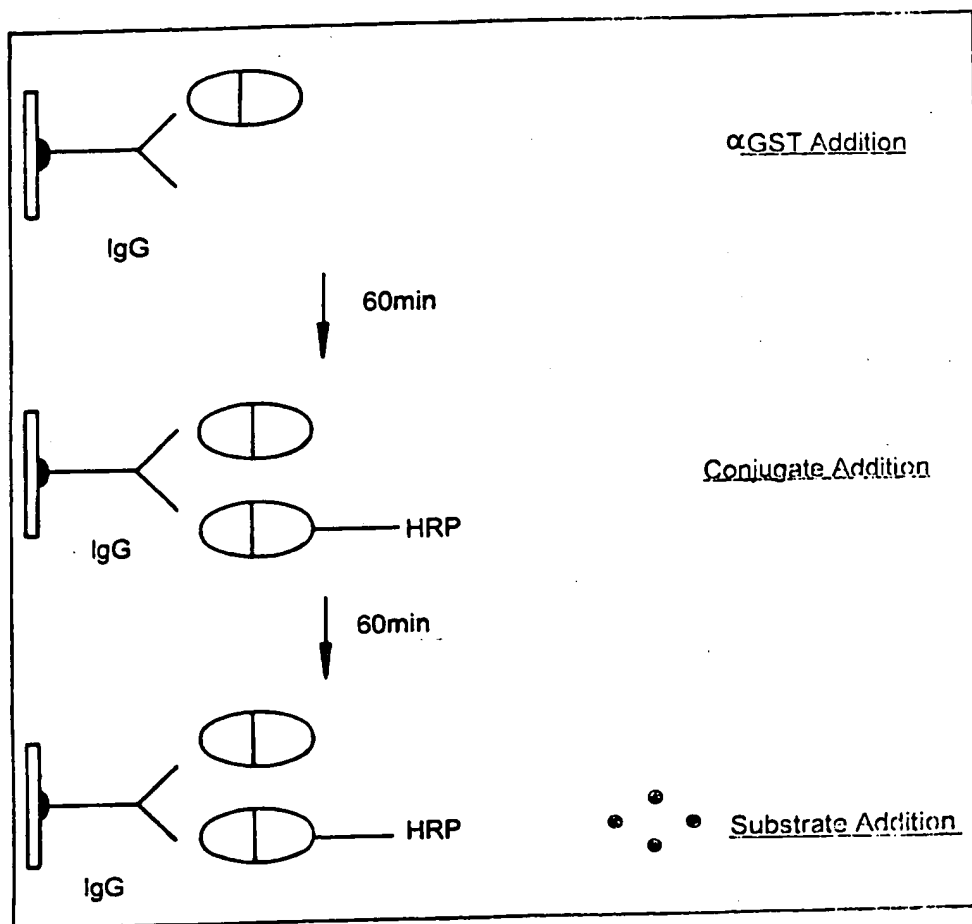 αGST Addition
IgG
60min
Conjugate Addition
HRP
IgG
60min
HRP
Substrate Addition
IgG